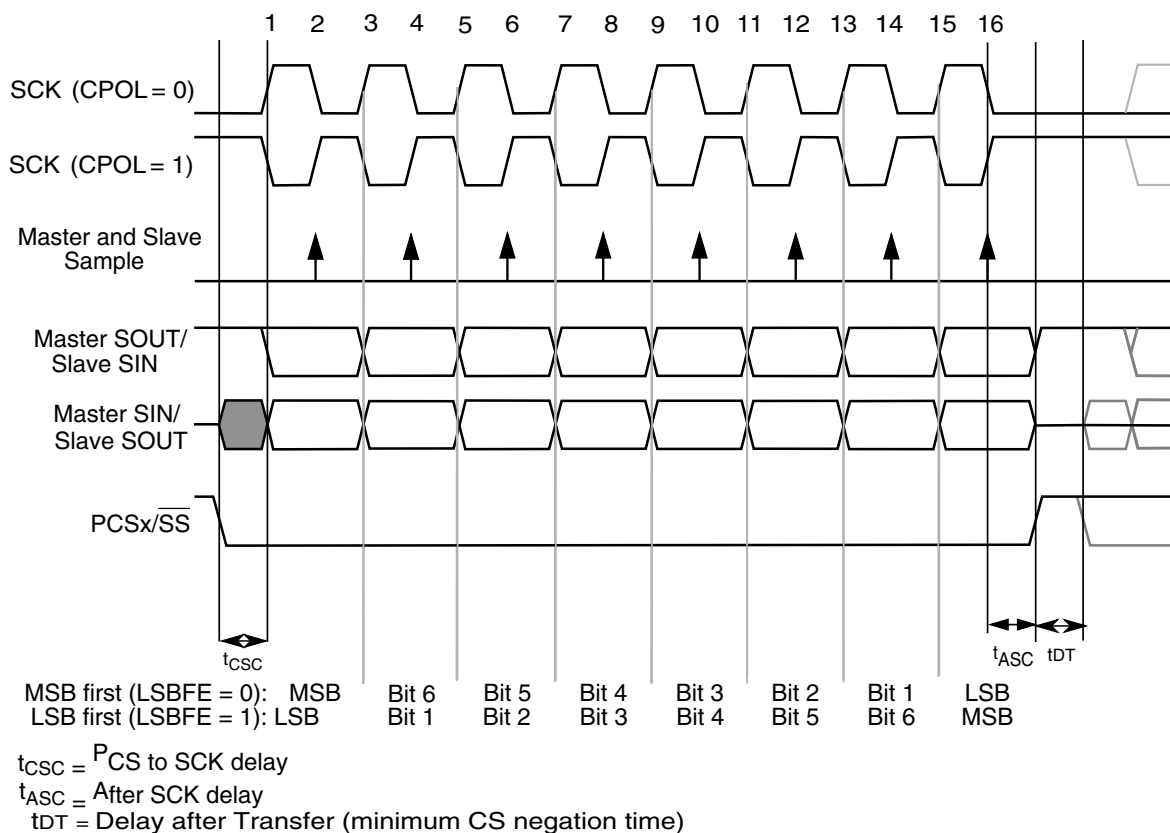 1 2 3 4 5 6 7 8 9 10 11 12 13 14 15 16
SCK (CPOL = 0)
SCK (CPOL = 1)
Master and Slave
Sample
Master SOUT/
Slave SIN
Master SIN/
Slave SOUT
PCSx/SS
tCSC
tASC tDT
MSB first (LSBFE = 0): MSB Bit 6 Bit 5 Bit 4 Bit 3 Bit 2 Bit 1 LSB
LSB first (LSBFE = 1): LSB Bit 1 Bit 2 Bit 3 Bit 4 Bit 5 Bit 6 MSB
tCSC = PCS to SCK delay
tASC = After SCK delay
tDT = Delay after Transfer (minimum CS negation time)